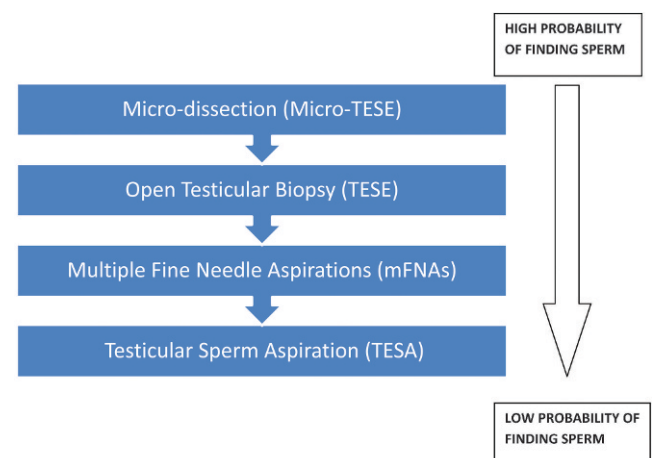 HIGH PROBABILITY
OF FINDING SPERM
Micro-dissection (Micro-TESE)
Open Testicular Biopsy (TESE)
Multiple Fine Needle Aspirations (mFNAs)
Testicular Sperm Aspiration (TESA)
LOW PROBABILITY OF
FINDING SPERM